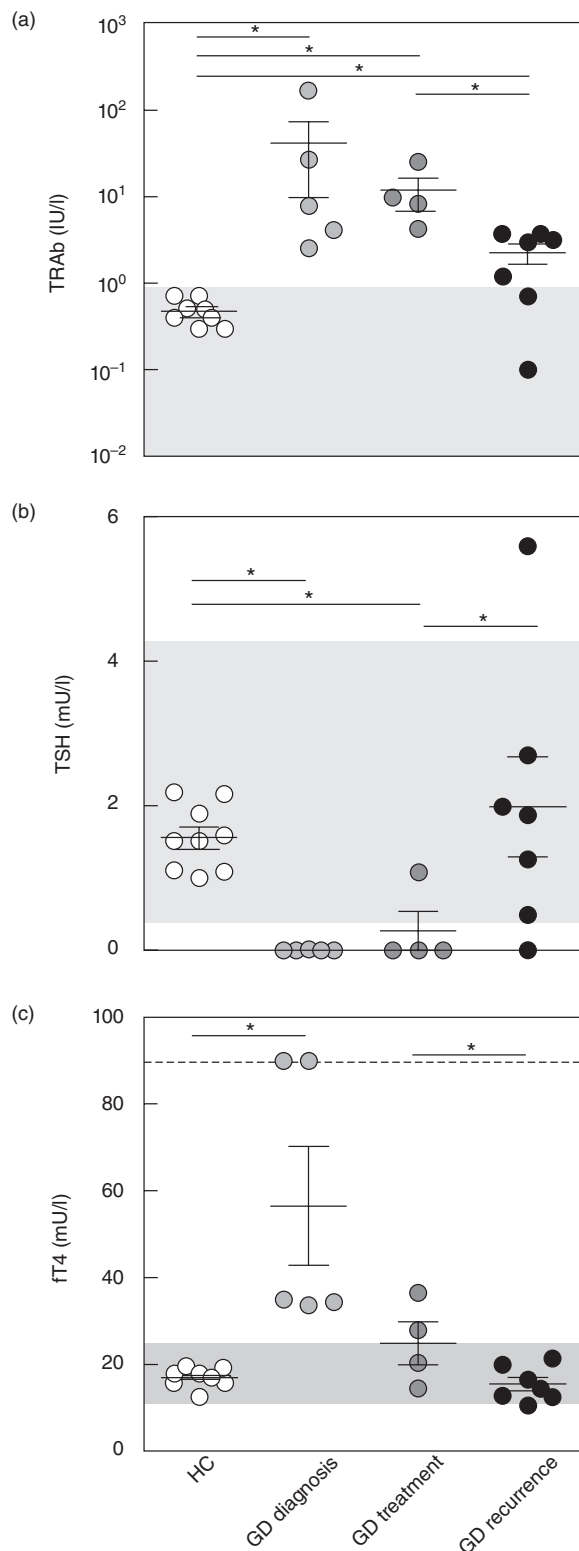 (a)
10³
10²
10¹
10⁰
10⁻¹
10⁻²
TRAb (IU/l)
*
*
*
*
(b)
6
4
2
0
TSH (mU/l)
*
*
*
(c)
100
80
60
40
20
0
fT4 (mU/l)
*
*
HC
GD diagnosis
GD treatment
GD recurrence